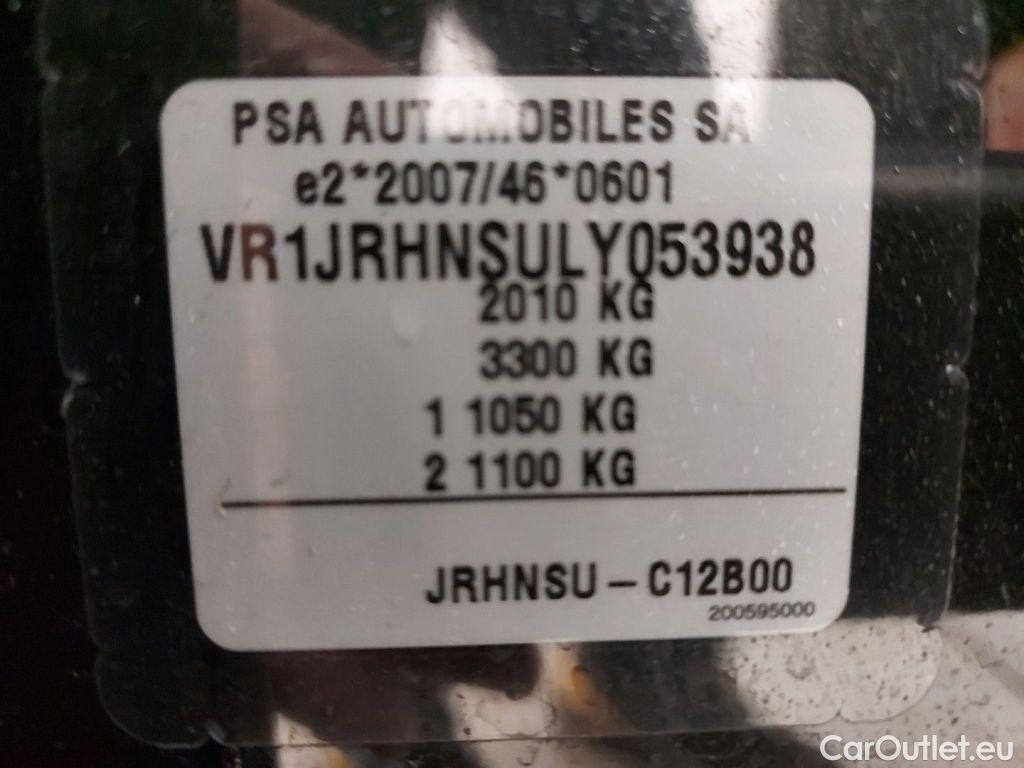 PSA AUTOMOBILES SA
e2*2007/46*0601
VR1JRHNSULY053938
2010 KG
3300 KG
1 1050 KG
2 1100 KG
JRHNSU - C12B00
200595000
CarOutlet.eu